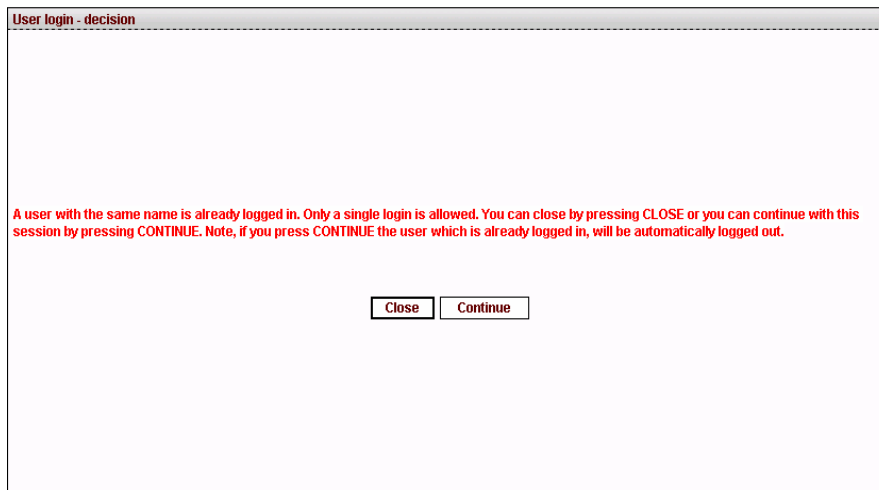 User login - decision
A user with the same name is already logged in. Only a single login is allowed. You can close by pressing CLOSE or you can continue with this
session by pressing CONTINUE. Note, if you press CONTINUE the user which is already logged in, will be automatically logged out.
Close Continue